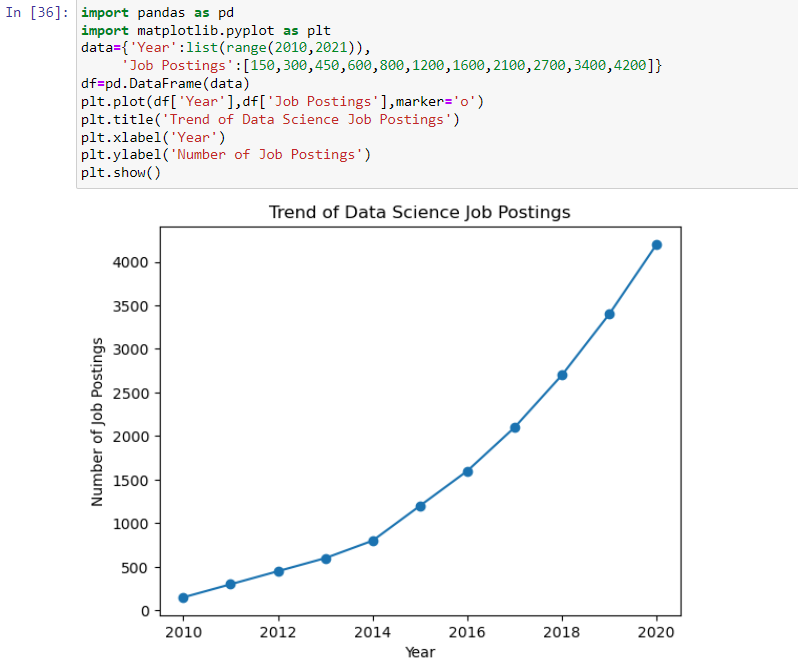 In [36]: import pandas as pd
import matplotlib.pyplot as plt
data={'Year':list(range(2010,2021)),
     'Job Postings':[150,300,450,600,800,1200,1600,2100,2700,3400,4200]}
df=pd.DataFrame(data)
plt.plot(df['Year'],df['Job Postings'],marker='o')
plt.title('Trend of Data Science Job Postings')
plt.xlabel('Year')
plt.ylabel('Number of Job Postings')
plt.show()
Trend of Data Science Job Postings
Number of Job Postings
4000
3500
3000
2500
2000
1500
1000
500
0
2010 2012 2014 2016 2018 2020
Year